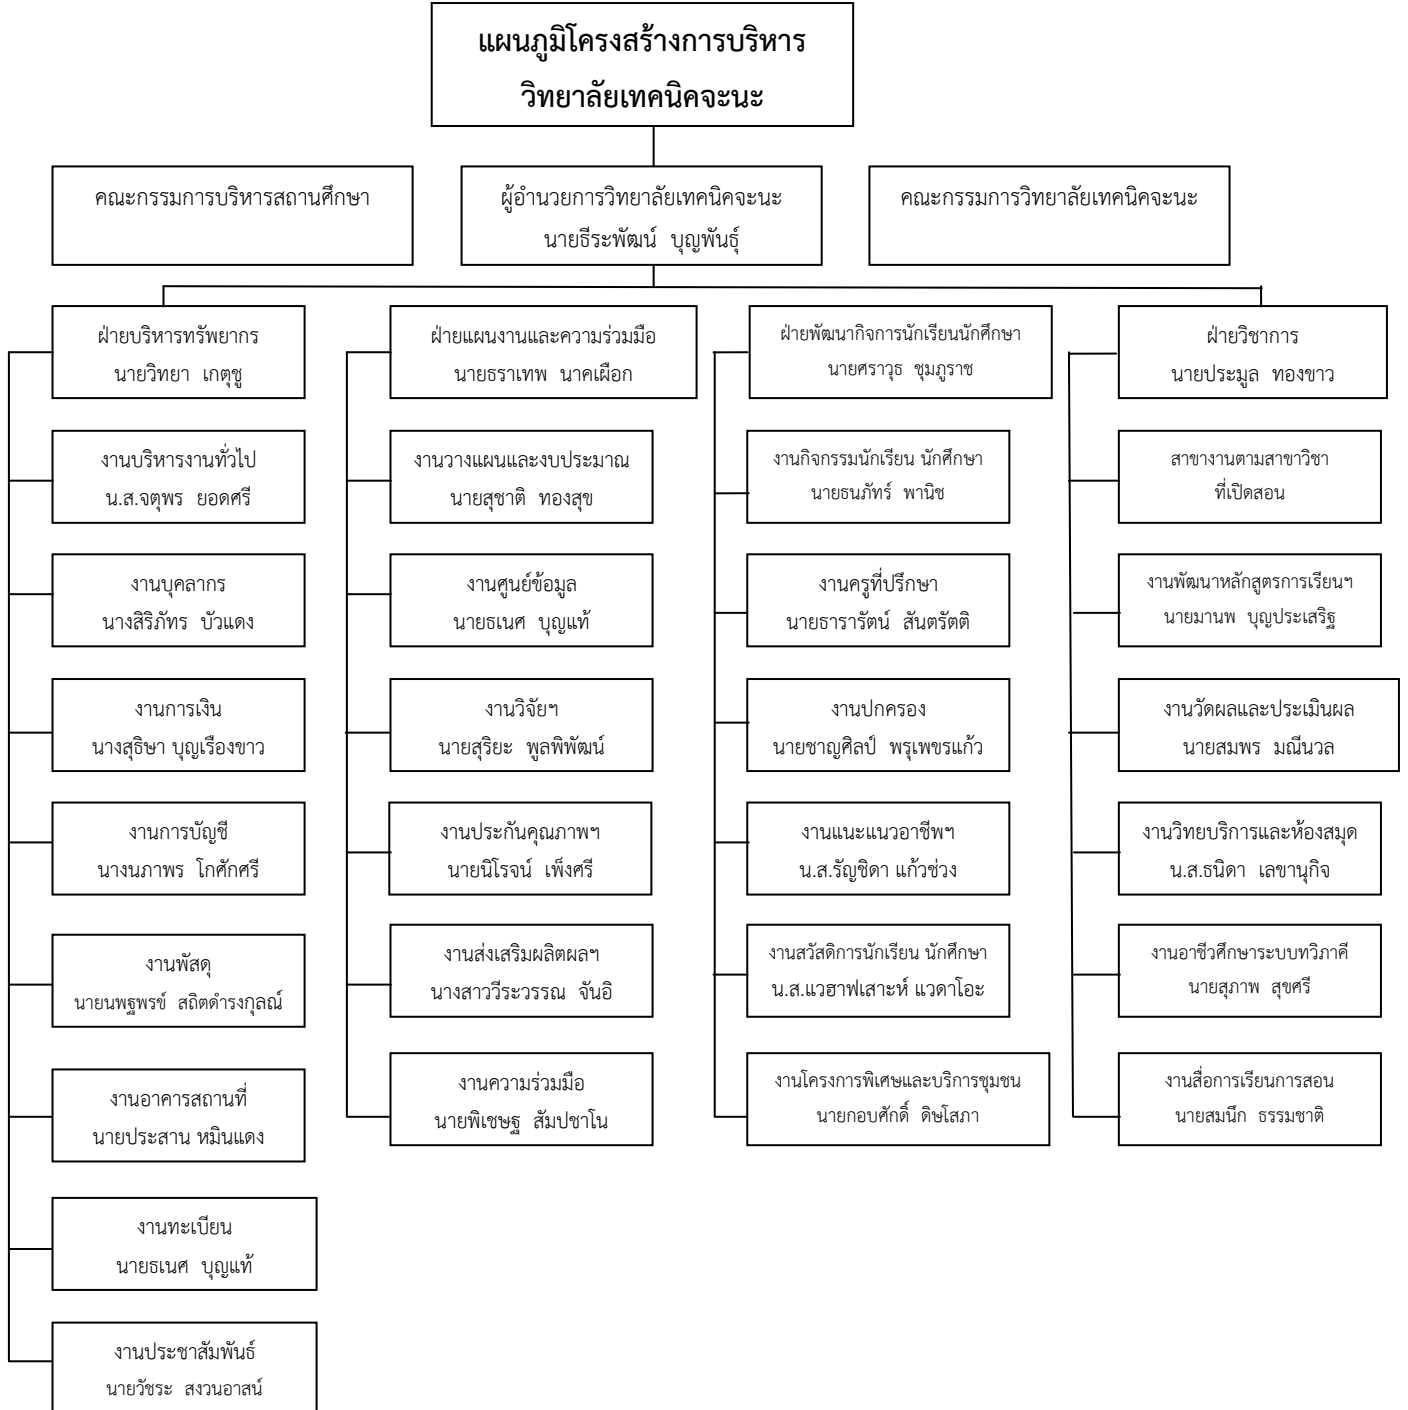 แผนภูมิโครงสร้างการบริหาร
วิทยาลัยเทคนิคจะนะ
คณะกรรมการบริหารสถานศึกษา
ผู้อำนวยการวิทยาลัยเทคนิคจะนะ
นายธีระพัฒน์ บุญพันธุ์
คณะกรรมการวิทยาลัยเทคนิคจะนะ
ฝ่ายบริหารทรัพยากร
นายวิทยา เกตุชู
งานบริหารงานทั่วไป
น.ส.จตุพร ยอดศรี
งานบุคลากร
นางสิริภัทร บัวแดง
งานการเงิน
นางสุธิษา บุญเรืองขาว
งานการบัญชี
นางนภาพร โกศักศรี
งานพัสดุ
นายนพฐพรข์ สถิตดำรงกุลณ์
งานอาคารสถานที่
นายประสาน หมินแดง
งานทะเบียน
นายธเนศ บุญแท้
งานประชาสัมพันธ์
นายวัชระ สงวนอาสน์
ฝ่ายแผนงานและความร่วมมือ
นายธราเทพ นาคเผือก
งานวางแผนและงบประมาณ
นายสุชาติ ทองสุข
งานศูนย์ข้อมูล
นายธเนศ บุญแท้
งานวิจัยฯ
นายสุริยะ พูลพิพัฒน์
งานประกันคุณภาพฯ
นายนิโรจน์ เพ็งศรี
งานส่งเสริมผลิตผลฯ
นางสาววีระวรรณ จันอิ
งานความร่วมมือ
นายพิเชษฐ สัมปชาโน
ฝ่ายพัฒนากิจการนักเรียนนักศึกษา
นายศราวุธ ชุมภูราช
งานกิจกรรมนักเรียน นักศึกษา
นายธนภัทร์ พานิช
งานครูที่ปรึกษา
นายธารารัตน์ สันตรัตติ
งานปกครอง
นายชาญศิลป์ พรุเพชรแก้ว
งานแนะแนวอาชีพฯ
น.ส.รัญชิดา แก้วช่วง
งานสวัสดิการนักเรียน นักศึกษา
น.ส.แวฮาฟเสาะห์ แวดาโอะ
งานโครงการพิเศษและบริการชุมชน
นายกอบศักดิ์ ดิษโสภา
ฝ่ายวิชาการ
นายประมูล ทองขาว
สาขางานตามสาขาวิชา
ที่เปิดสอน
งานพัฒนาหลักสูตรการเรียนฯ
นายมานพ บุญประเสริฐ
งานวัดผลและประเมินผล
นายสมพร มณีนวล
งานวิทยบริการและห้องสมุด
น.ส.ธนิดา เลขานุกิจ
งานอาชีวศึกษาระบบทวิภาคี
นายสุภาพ สุขศรี
งานสื่อการเรียนการสอน
นายสมนึก ธรรมชาติ